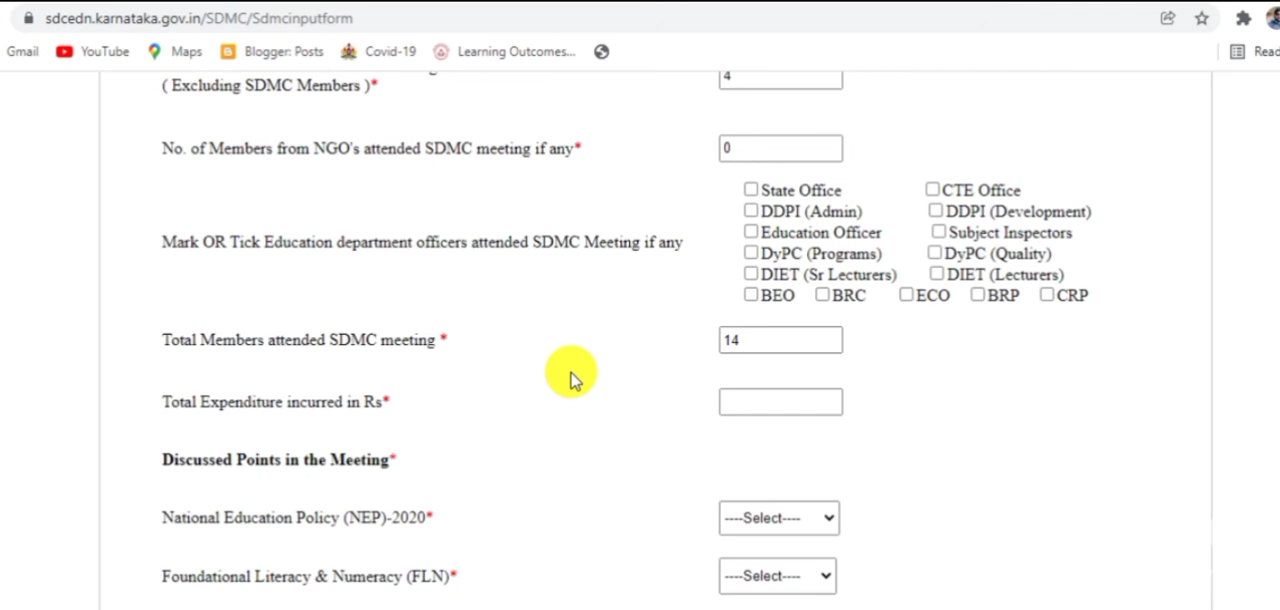 sdcedn.karnataka.gov.in/SDMC/Sdmcinputform
Gmail YouTube Maps Blogger: Posts Covid-19 Learning Outcomes... Read
( Excluding SDMC Members )* 4
No. of Members from NGO's attended SDMC meeting if any* 0
State Office CTE Office
DDPI (Admin) DDPI (Development)
Education Officer Subject Inspectors
Mark OR Tick Education department officers attended SDMC Meeting if any
DyPC (Programs) DyPC (Quality)
DIET (Sr Lecturers) DIET (Lecturers)
BEO BRC ECO BRP CRP
Total Members attended SDMC meeting * 14
Total Expenditure incurred in Rs*
Discussed Points in the Meeting*
National Education Policy (NEP)-2020* ----Select----
Foundational Literacy & Numeracy (FLN)* ----Select----